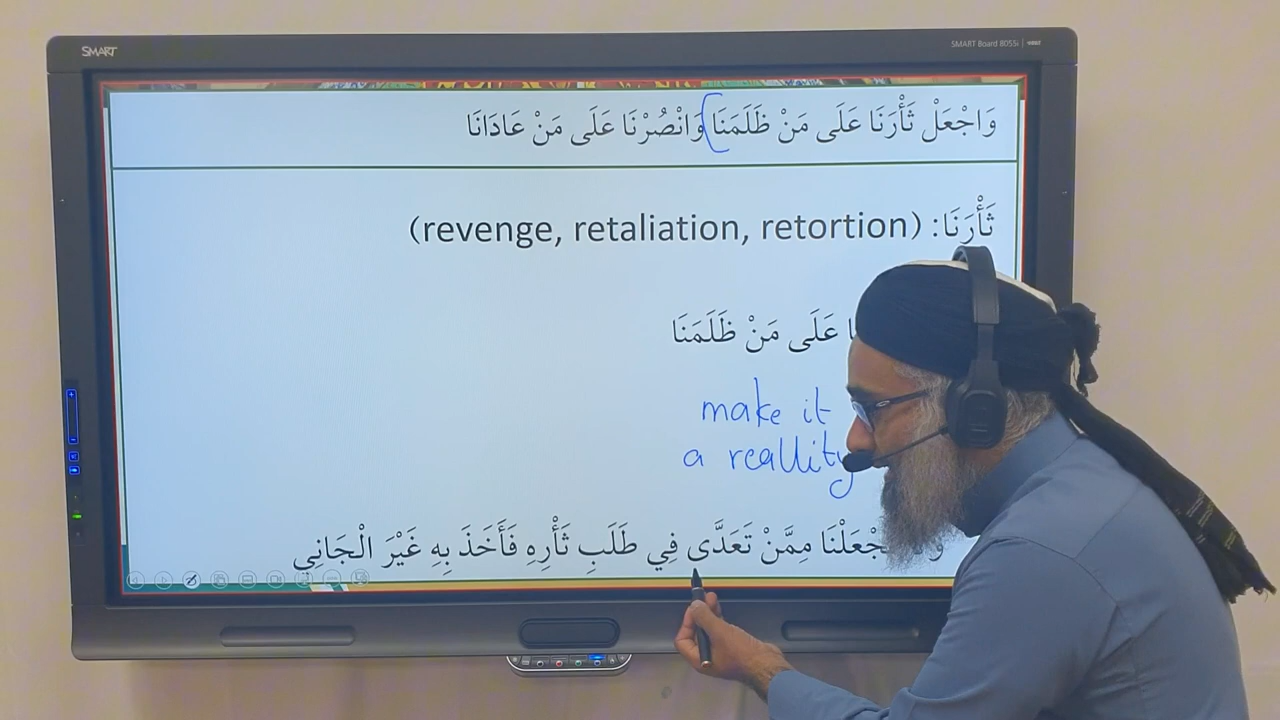 SMART
SMART Board 8055i
وَاجْعَلْ ثَأْرَنَا عَلَى مَنْ ظَلَمَنَا وَانْصُرْنَا عَلَى مَنْ عَادَانَا
ثَأْرَنَا: (revenge, retaliation, retortion)
عَلَى مَنْ ظَلَمَنَا
make it
a reallity
مِمَّنْ تَعَدَّى فِي طَلَبِ ثَأْرِهِ فَأَخَذَ بِهِ غَيْرَ الْجَانِي